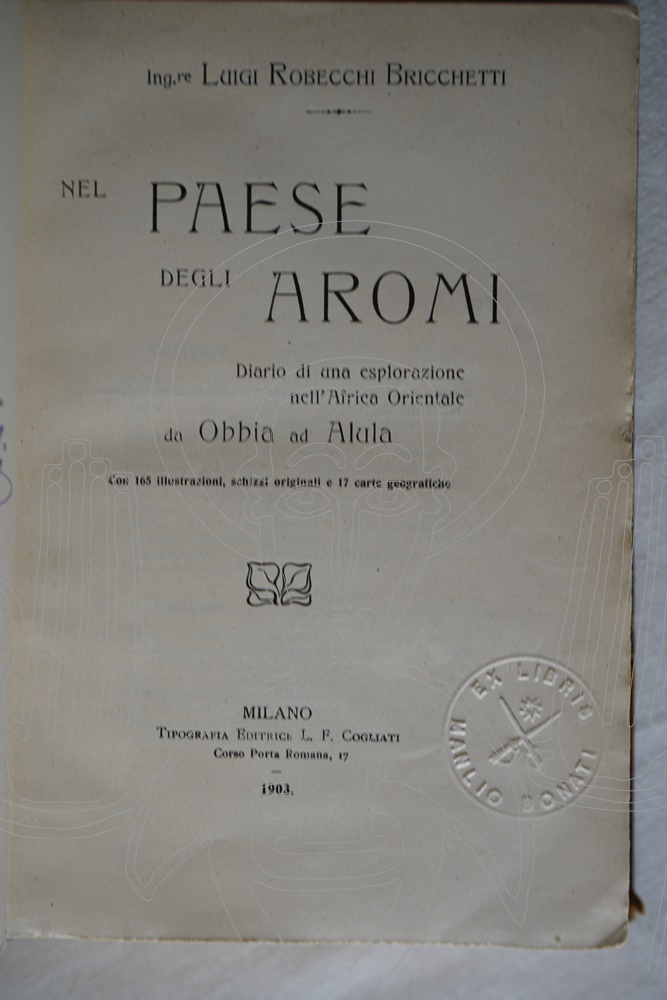 Ing.re LUIGI ROBECCHI BRICCHETTI
NEL PAESE
DEGLI AROMI
Diario di una esplorazione
nell'Africa Orientale
da Obbia ad Alula
Con 168 illustrazioni, schizzi originali e 17 carte geografiche
MILANO
TIPOGRAFIA EDITRICE L. F. COGLIATI
Corso Porta Romana, 17
1903.
EX LIBRIS
MANLIO BONATI